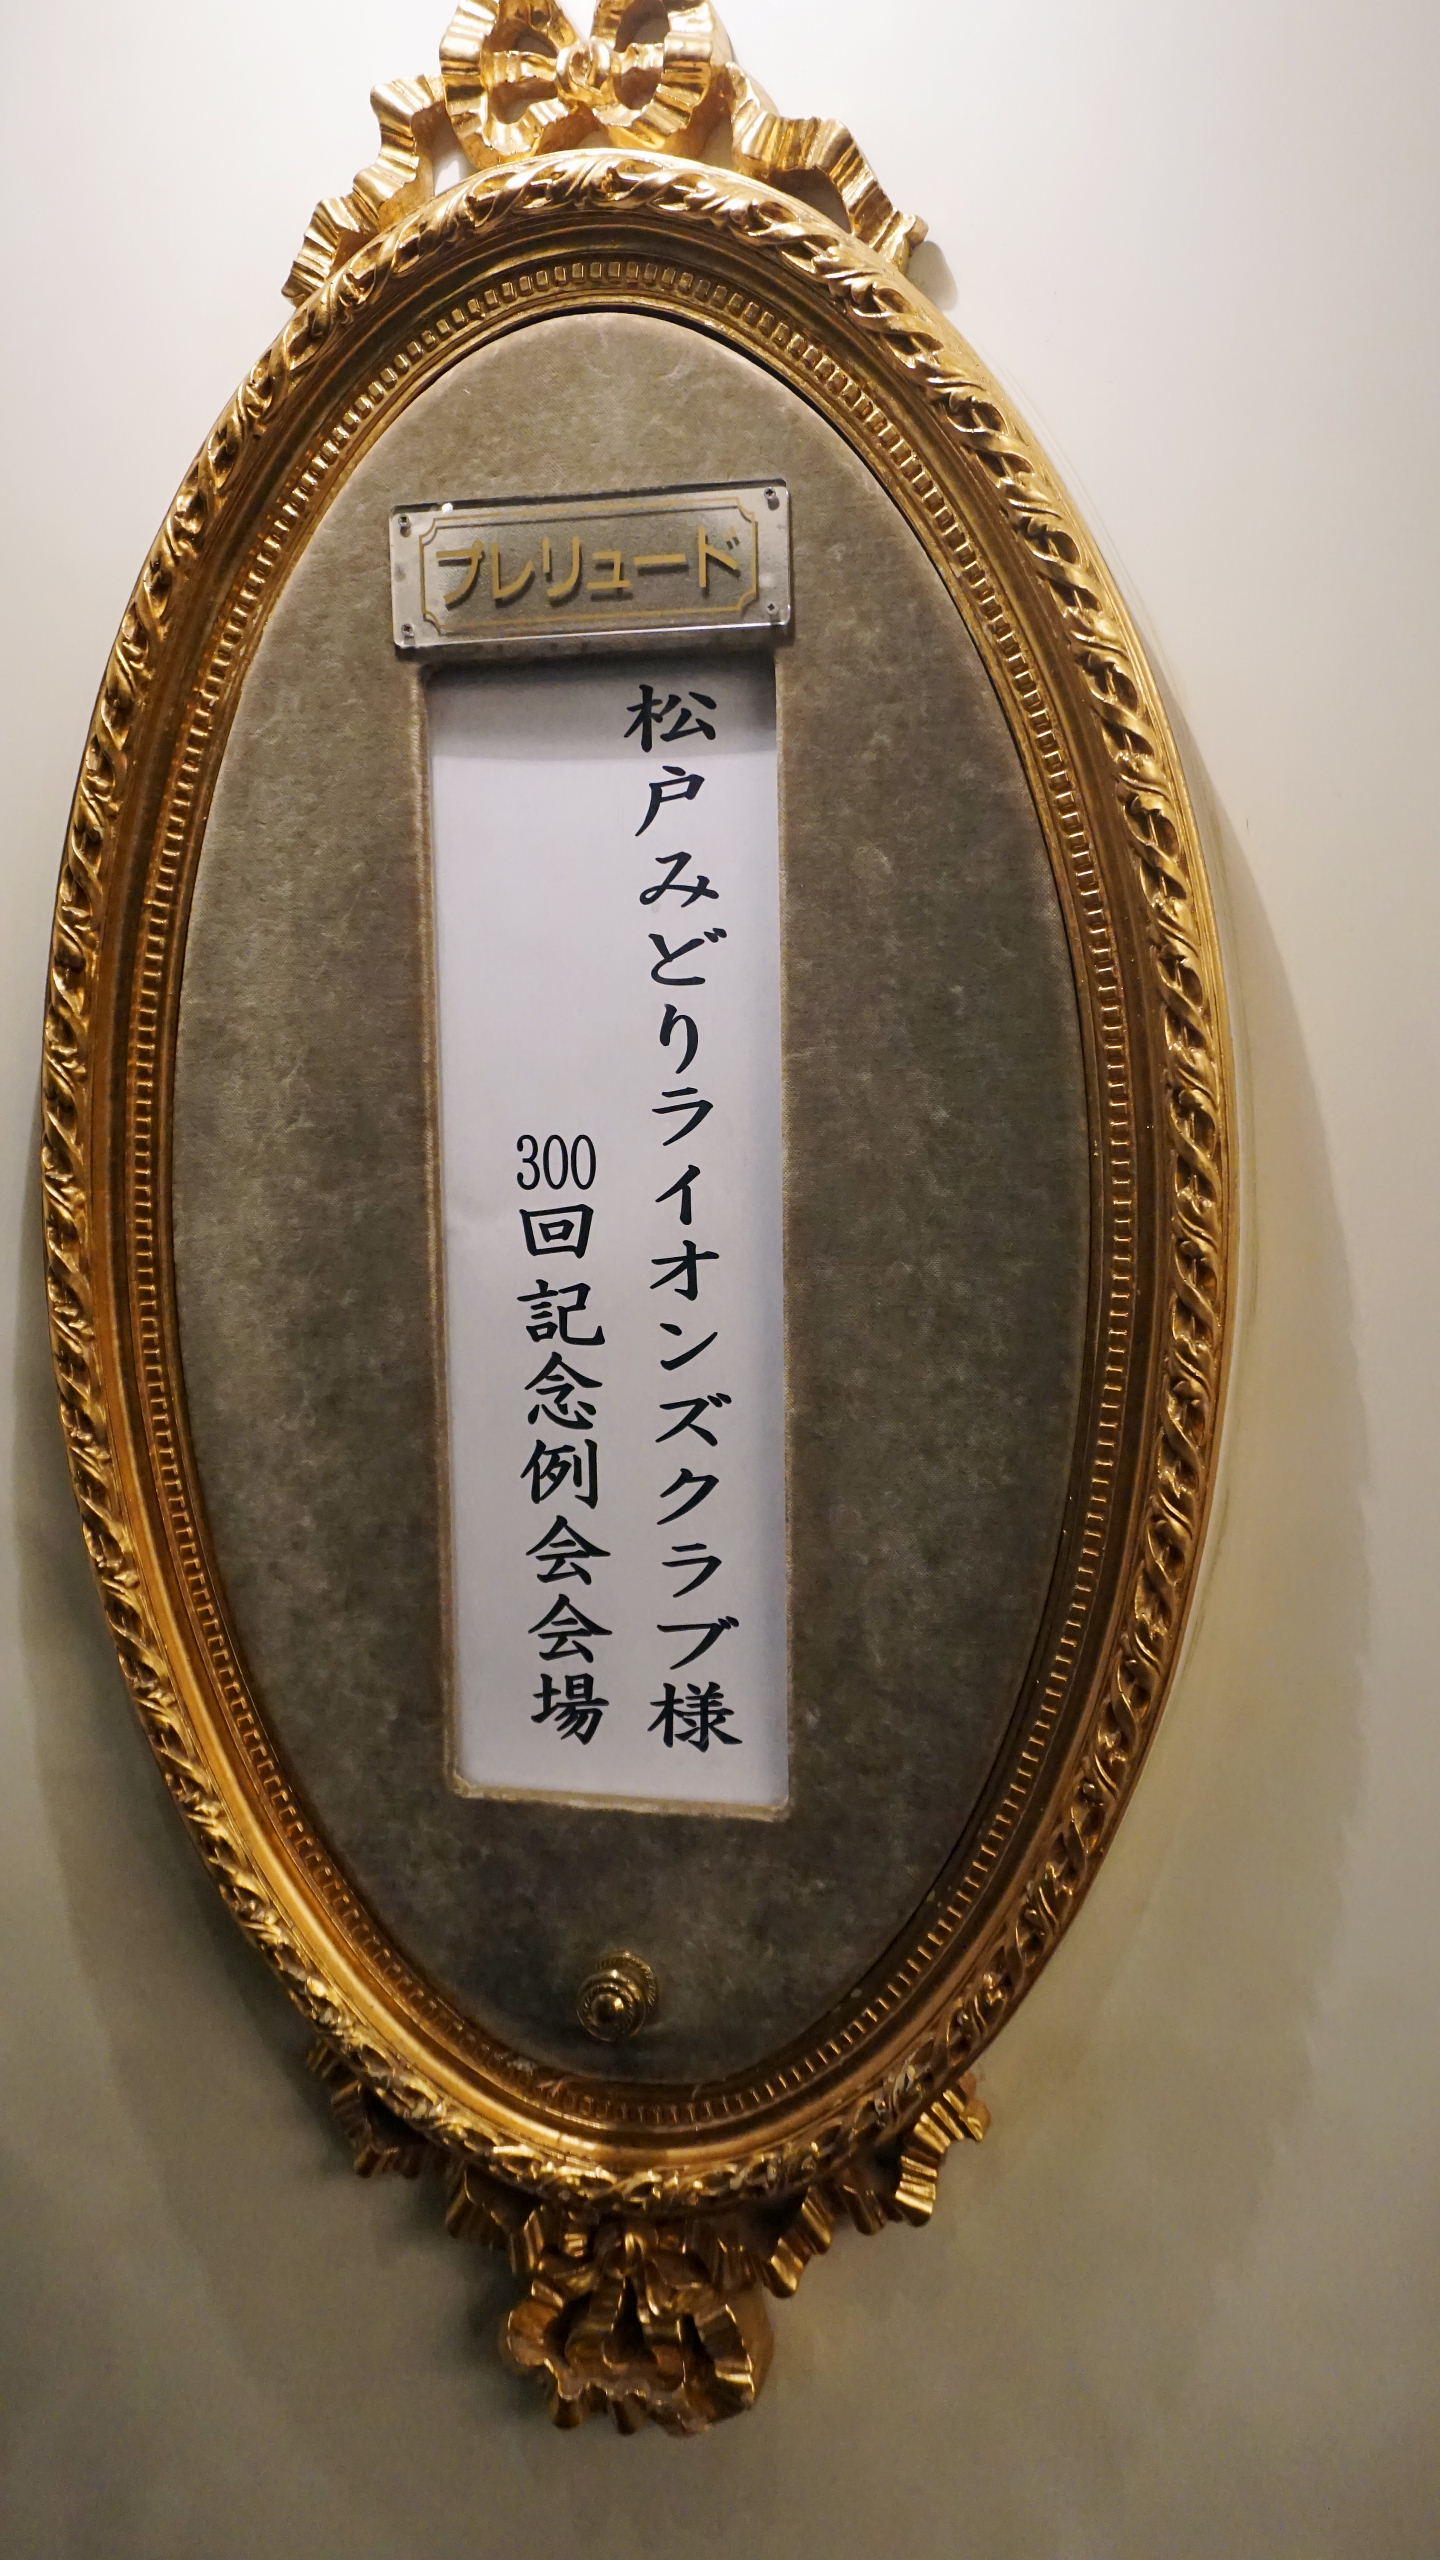 プレリュード
松戸みどりライオンズクラブ様
300回記念例会会場